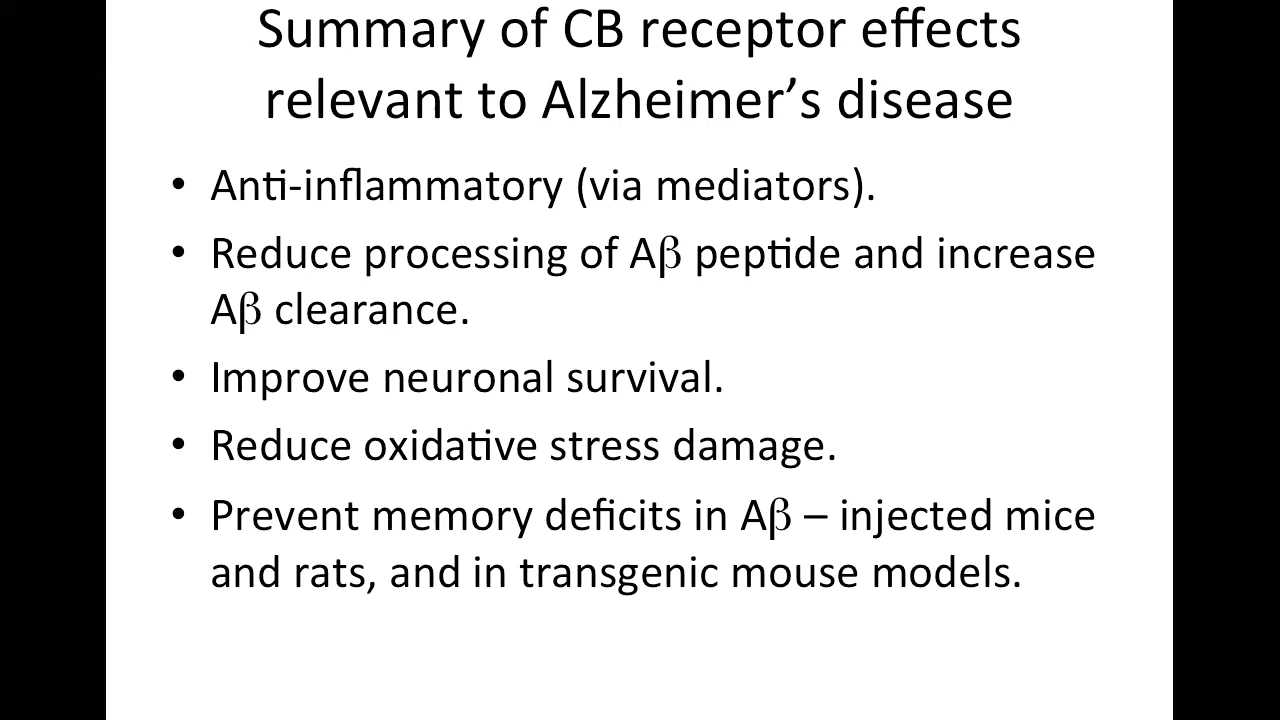 Summary of CB receptor effects
relevant to Alzheimer’s disease
• Anti-inflammatory (via mediators).
• Reduce processing of Aβ peptide and increase
Aβ clearance.
• Improve neuronal survival.
• Reduce oxidative stress damage.
• Prevent memory deficits in Aβ – injected mice
and rats, and in transgenic mouse models.